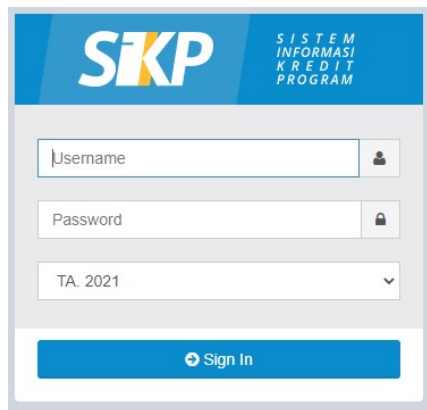 SIKP
SISTEM
INFORMASI
KREDIT
PROGRAM
Username
Password
TA. 2021
Sign In